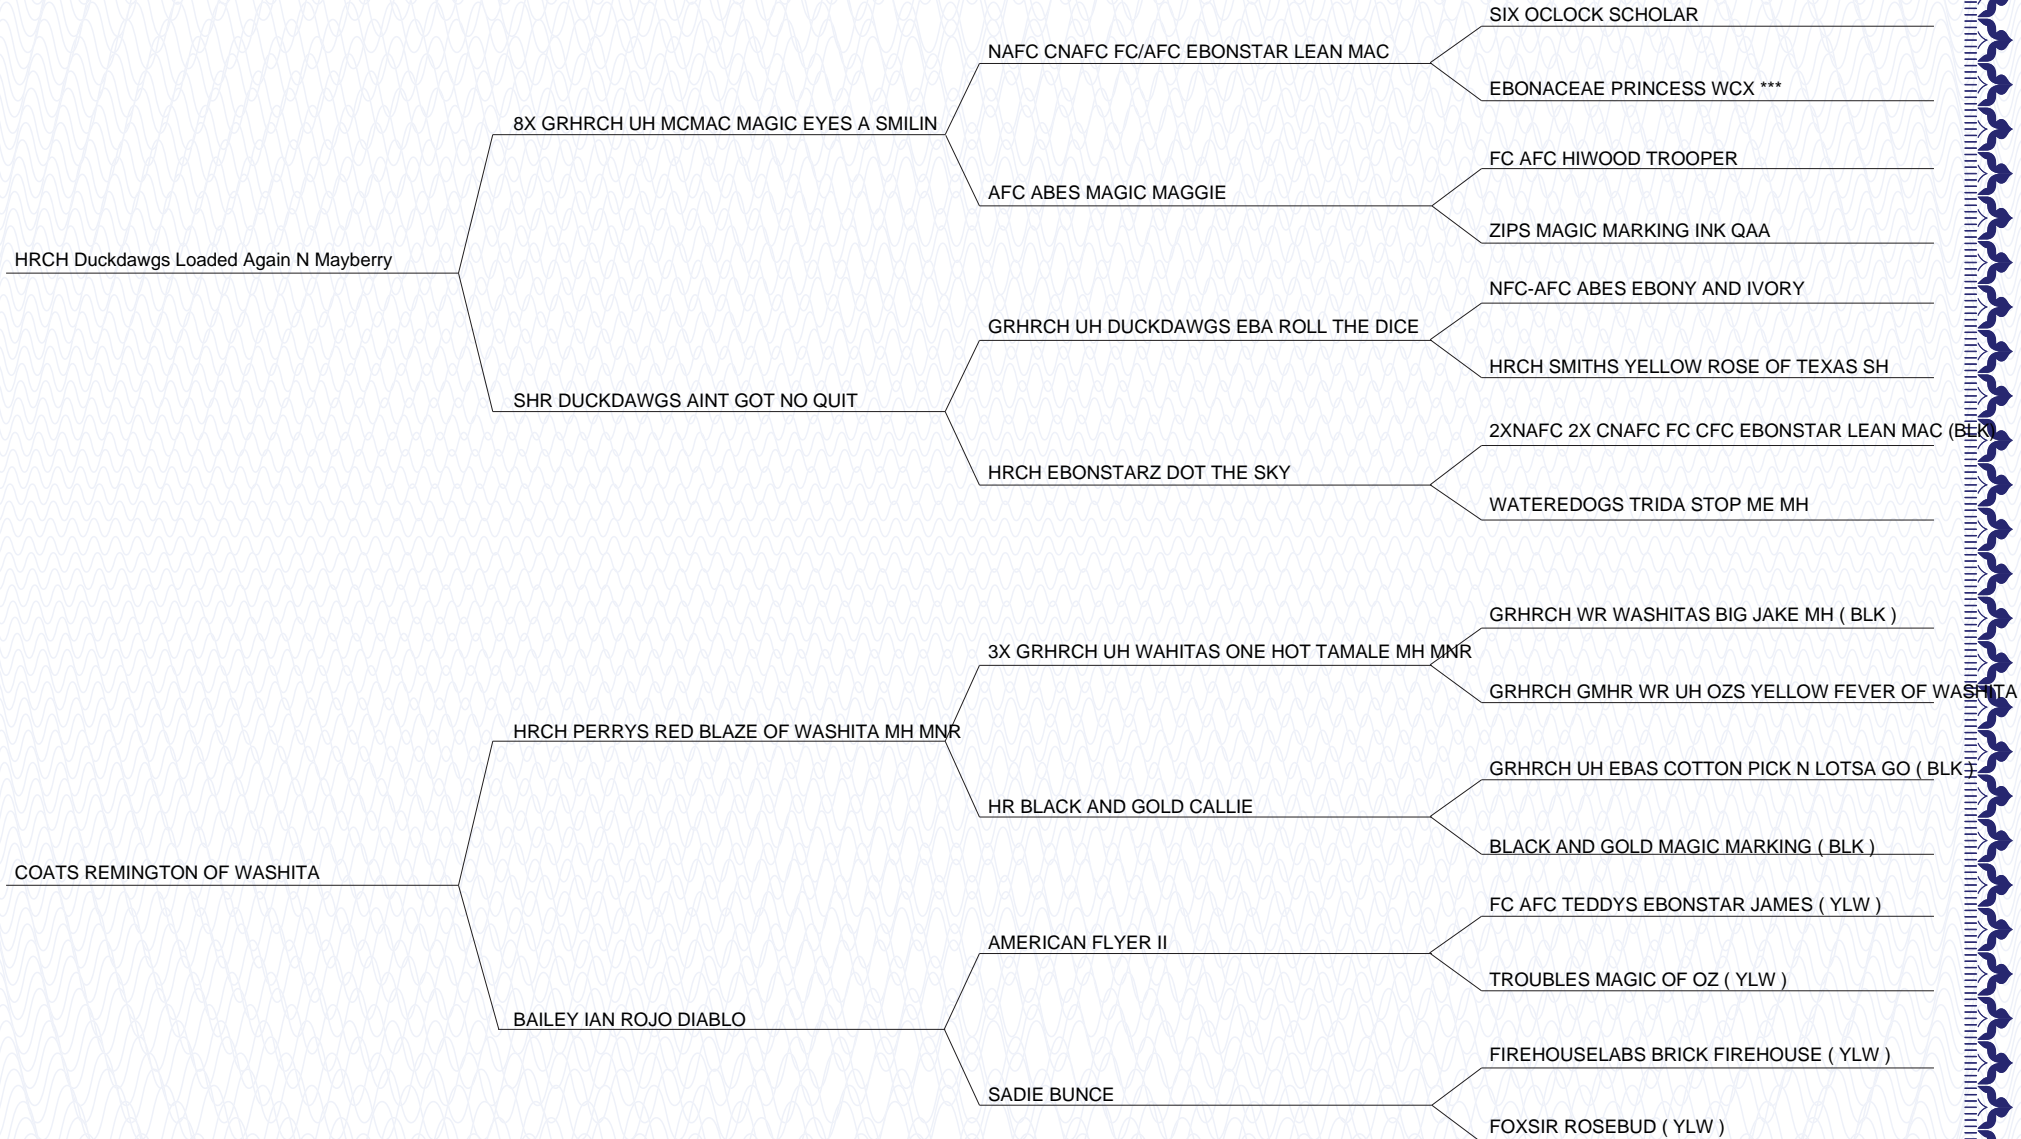 SIX OCLOCK SCHOLAR
NAFC CNAFC FC/AFC EBONSTAR LEAN MAC
EBONACEAE PRINCESS WCX ***
8X GRHRCH UH MCMAC MAGIC EYES A SMILIN
FC AFC HIWOOD TROOPER
AFC ABES MAGIC MAGGIE
ZIPS MAGIC MARKING INK QAA
HRCH Duckdawgs Loaded Again N Mayberry
NFC-AFC ABES EBONY AND IVORY
GRHRCH UH DUCKDAWGS EBA ROLL THE DICE
HRCH SMITHS YELLOW ROSE OF TEXAS SH
SHR DUCKDAWGS AINT GOT NO QUIT
2XNAFC 2X CNAFC FC CFC EBONSTAR LEAN MAC (BLK)
HRCH EBONSTARZ DOT THE SKY
WATEREDOGS TRIDA STOP ME MH
GRHRCH WR WASHITAS BIG JAKE MH ( BLK )
3X GRHRCH UH WAHITAS ONE HOT TAMALE MH MNR
GRHRCH GMHR WR UH OZS YELLOW FEVER OF WASHITA
HRCH PERRYS RED BLAZE OF WASHITA MH MNR
GRHRCH UH EBAS COTTON PICK N LOTSA GO ( BLK )
HR BLACK AND GOLD CALLIE
BLACK AND GOLD MAGIC MARKING ( BLK )
COATS REMINGTON OF WASHITA
FC AFC TEDDYS EBONSTAR JAMES ( YLW )
AMERICAN FLYER II
TROUBLES MAGIC OF OZ ( YLW )
BAILEY IAN ROJO DIABLO
FIREHOUSELABS BRICK FIREHOUSE ( YLW )
SADIE BUNCE
FOXSIR ROSEBUD ( YLW )